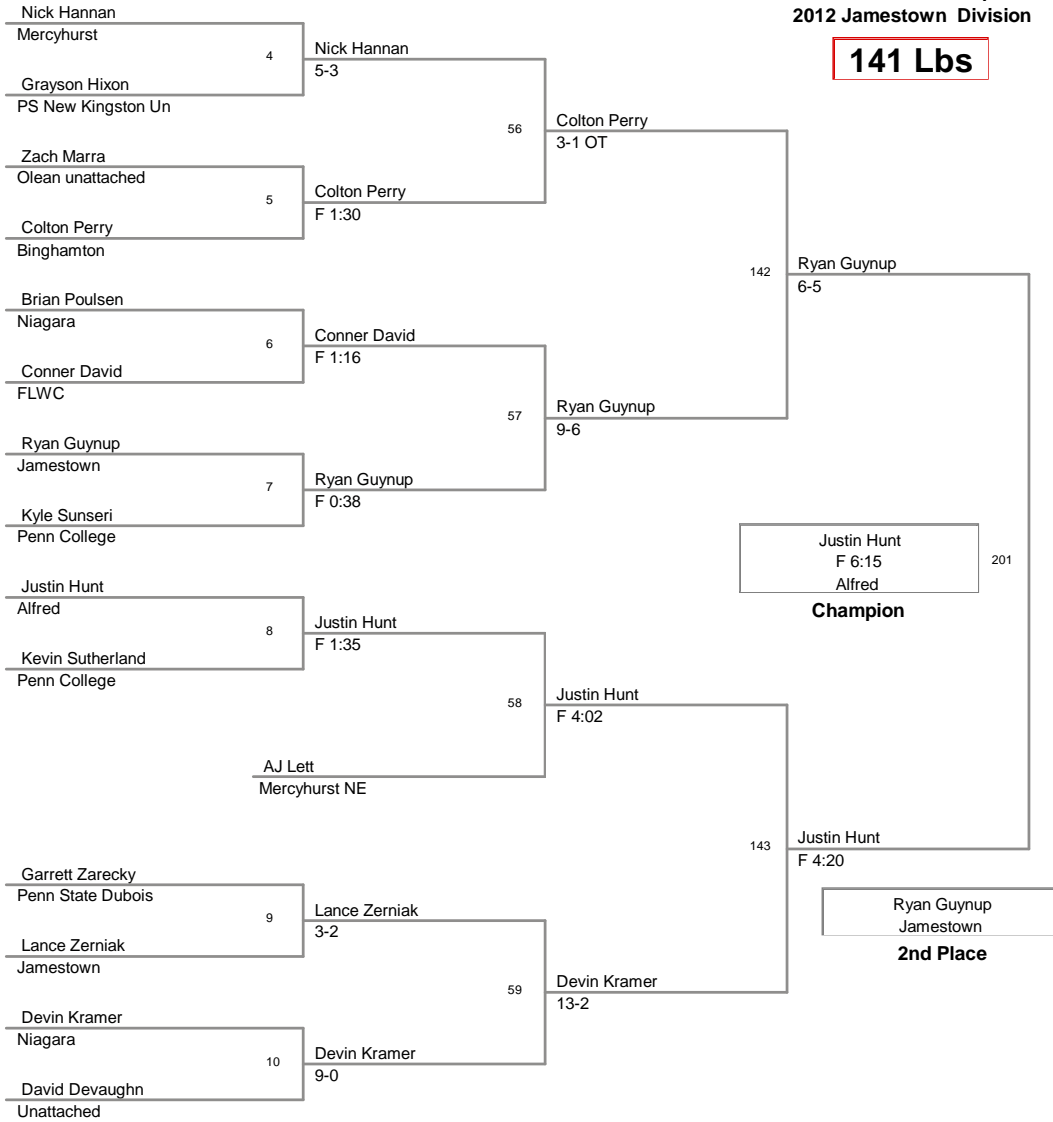 2012 Jamestown Division
141 Lbs
Nick Hannan
Mercyhurst
4
Grayson Hixon
PS New Kingston Un
Nick Hannan
5-3
56
Zach Marra
Olean unattached
5
Colton Perry
Binghamton
Colton Perry
F 1:30
Colton Perry
3-1 OT
142
Brian Poulsen
Niagara
6
Conner David
FLWC
Conner David
F 1:16
57
Ryan Guynup
Jamestown
7
Kyle Sunseri
Penn College
Ryan Guynup
F 0:38
Ryan Guynup
9-6
Ryan Guynup
6-5
Justin Hunt
F 6:15
Alfred
201
Champion
Justin Hunt
Alfred
8
Kevin Sutherland
Penn College
Justin Hunt
F 1:35
58
AJ Lett
Mercyhurst NE
Justin Hunt
F 4:02
143
Garrett Zarecky
Penn State Dubois
9
Lance Zerniak
Jamestown
Lance Zerniak
3-2
59
Devin Kramer
Niagara
10
David Devaughn
Unattached
Devin Kramer
9-0
Devin Kramer
13-2
Justin Hunt
F 4:20
Ryan Guynup
Jamestown
2nd Place